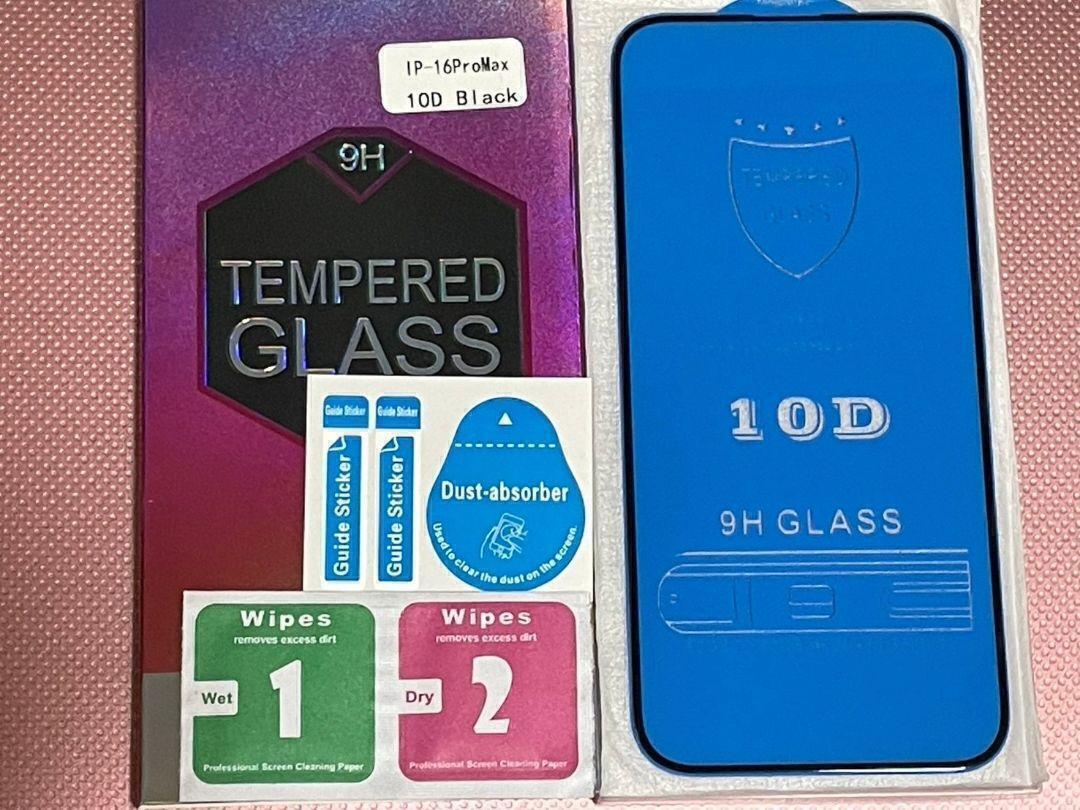 IP-16ProMax
10D Black
9H
TEMPERED
GLASS
Guide Sticker
Guide Sticker
Guide Sticker
Guide Sticker
Dust-absorber
Used to clear the dust on the screen.
Wipes
removes excess dirt
Wet
1
Professional Screen Cleaning Paper
Wipes
removes excess dirt
Dry
2
Professional Screen Cleaning Paper
TEMPERED
GLASS
10D
9H GLASS